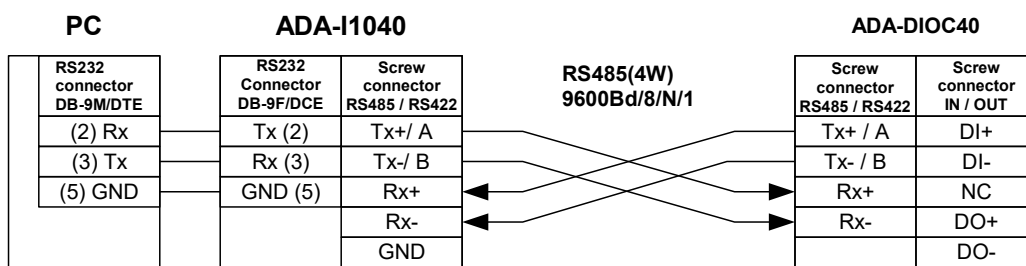 PC
ADA-I1040
ADA-DIOC40
RS232
connector
DB-9M/DTE
RS232
Connector
DB-9F/DCE
Screw
connector
RS485 / RS422
RS485(4W)
9600Bd/8/N/1
Screw
connector
RS485 / RS422
Screw
connector
IN / OUT
(2) Rx
Tx (2)
Tx+/ A
Tx+ / A
DI+
(3) Tx
Rx (3)
Tx-/ B
Tx- / B
DI-
(5) GND
GND (5)
Rx+
Rx+
NC
Rx-
Rx-
DO+
GND
DO-